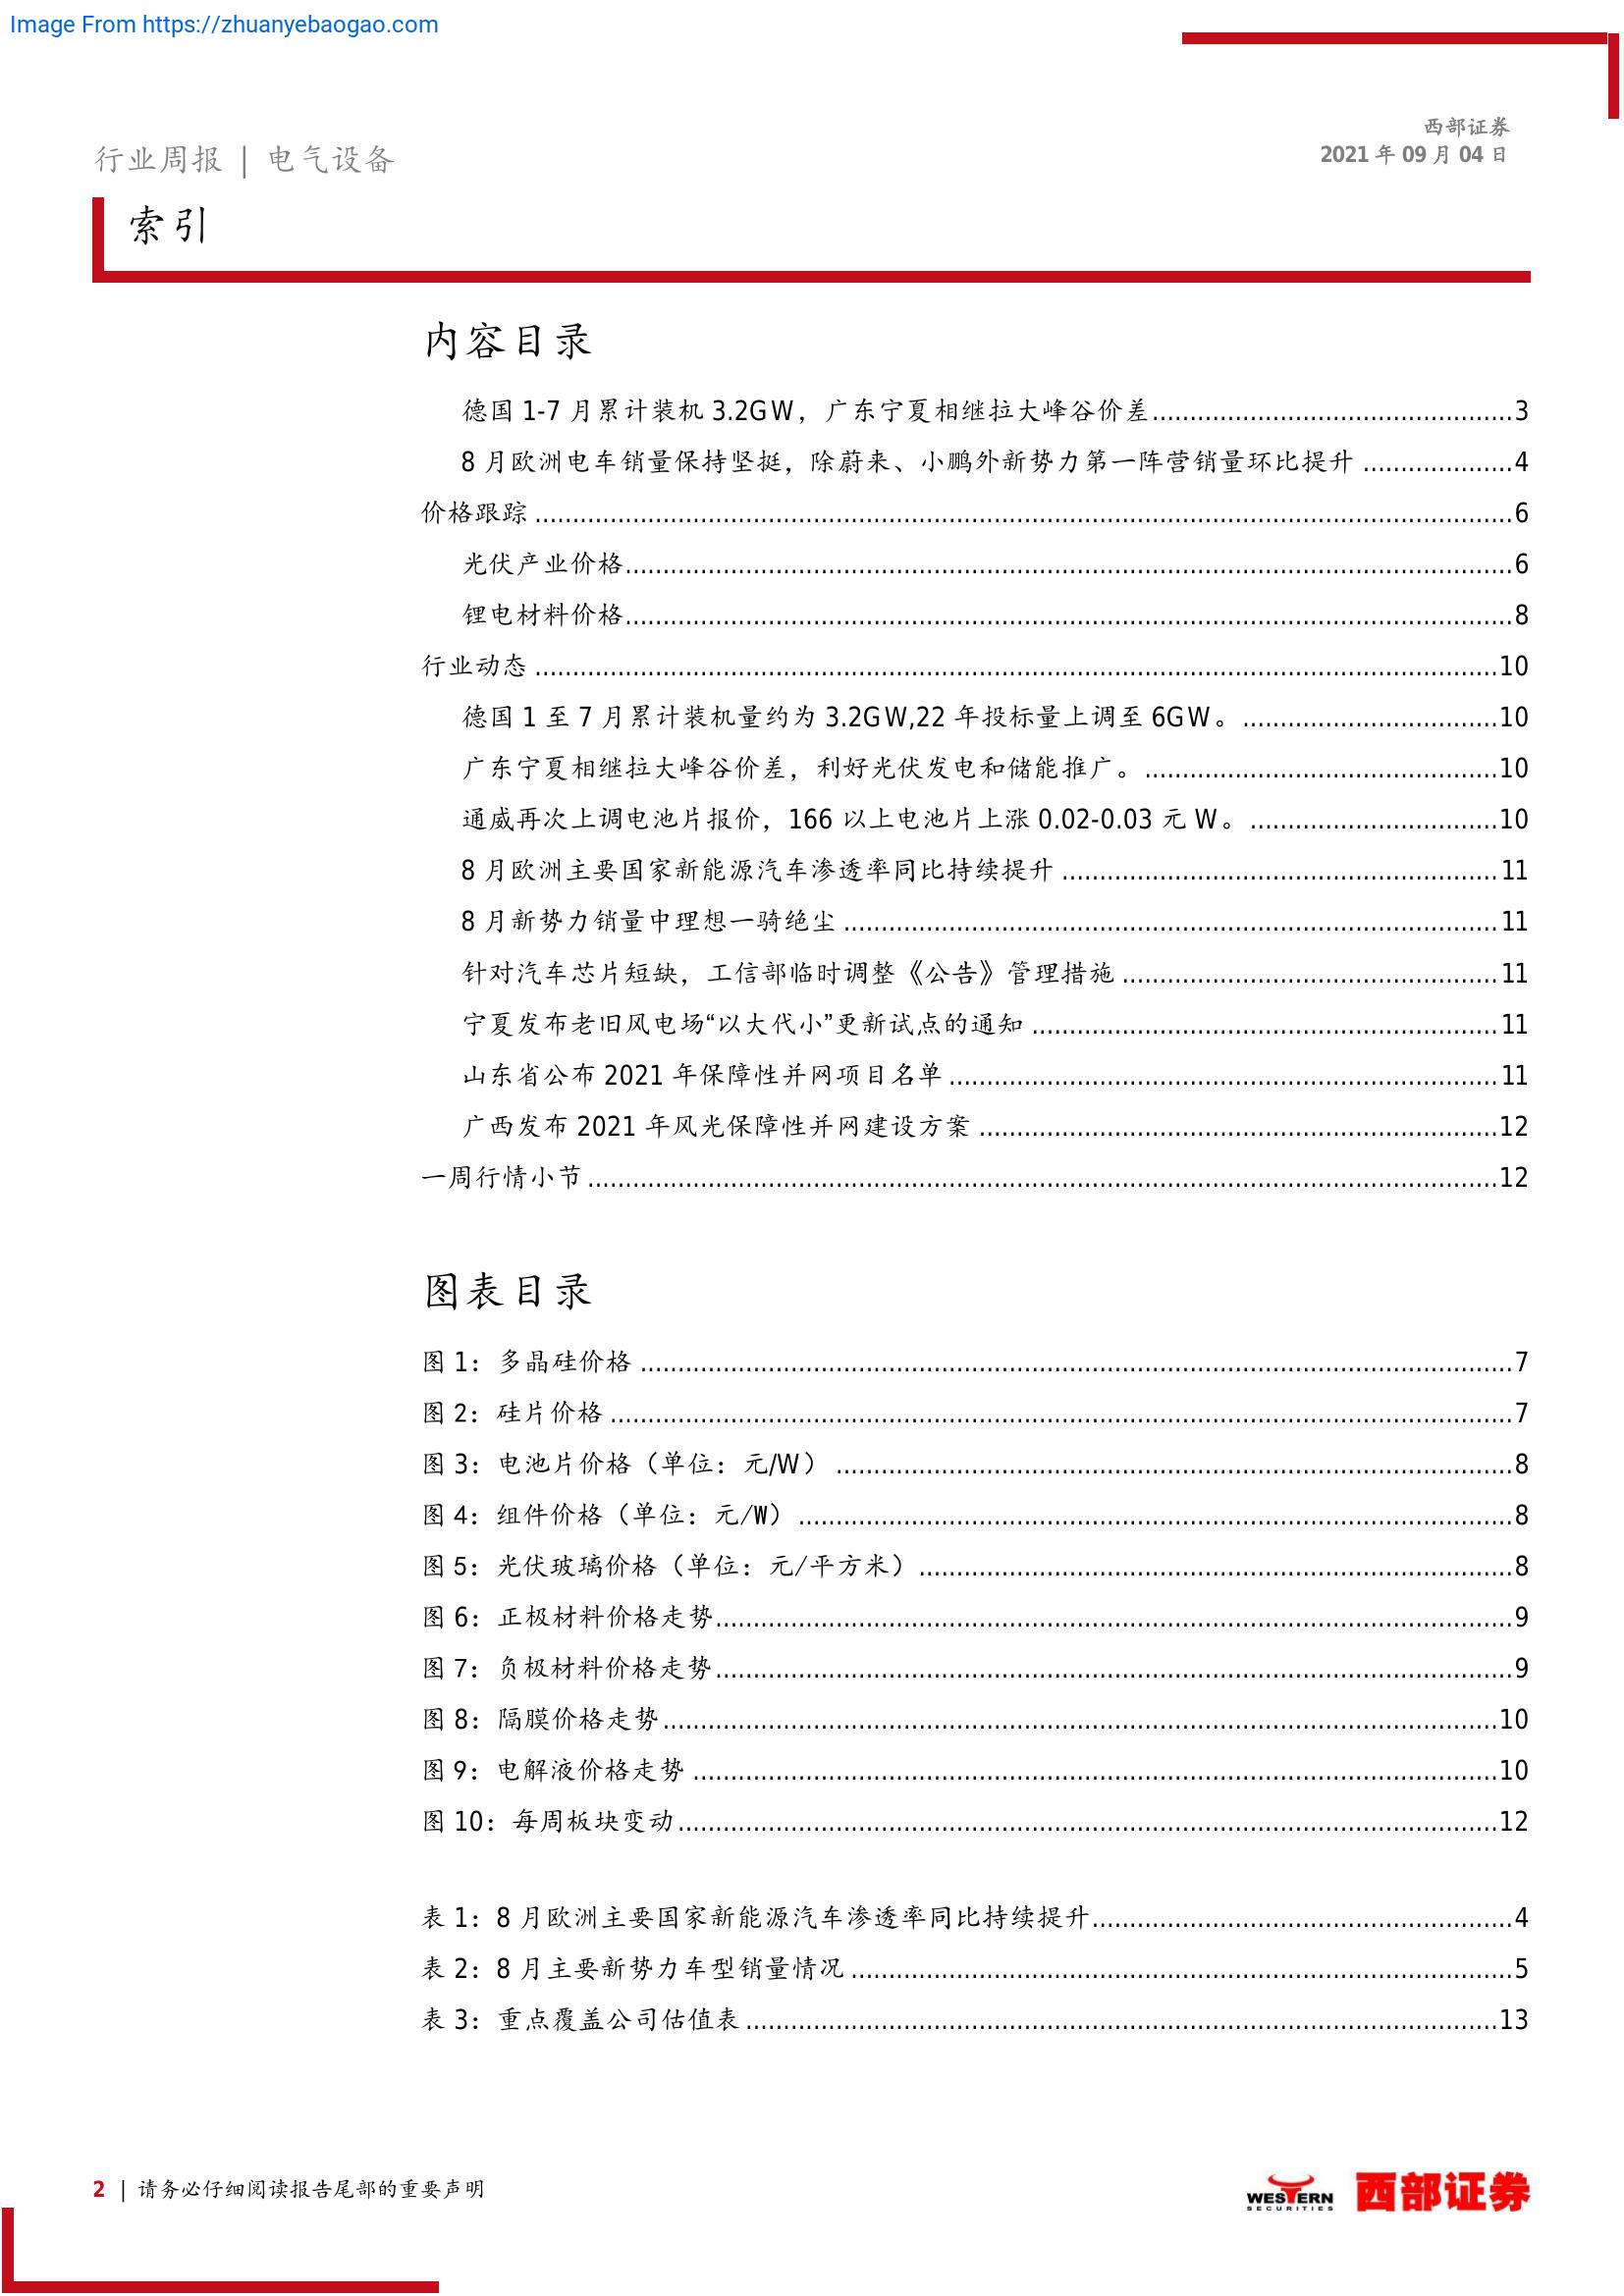 Image From https://zhuanyebaogao.com
西部证券
2021 年 09 月 04 日
行业周报 | 电气设备
索引
内容目录
德国 1-7 月累计装机 3.2GW，广东宁夏相继拉大峰谷价差................................................3
8 月欧洲电车销量保持坚挺，除蔚来、小鹏外新势力第一阵营销量环比提升 ....................4
价格跟踪 ..................................................................................................................................6
光伏产业价格......................................................................................................................6
锂电材料价格......................................................................................................................8
行业动态 ................................................................................................................................10
德国 1 至 7 月累计装机量约为 3.2GW,22 年投标量上调至 6GW。 ..................................10
广东宁夏相继拉大峰谷价差，利好光伏发电和储能推广。 ...............................................10
通威再次上调电池片报价，166 以上电池片上涨 0.02-0.03 元 W。 .................................10
8 月欧洲主要国家新能源汽车渗透率同比持续提升 ..........................................................11
8 月新势力销量中理想一骑绝尘 .......................................................................................11
针对汽车芯片短缺，工信部临时调整《公告》管理措施 ..................................................11
宁夏发布老旧风电场“以大代小”更新试点的通知 ..............................................................11
山东省公布 2021 年保障性并网项目名单 .........................................................................11
广西发布 2021 年风光保障性并网建设方案 .....................................................................12
一周行情小节 .........................................................................................................................12
图表目录
图 1：多晶硅价格 ....................................................................................................................7
图 2：硅片价格 ........................................................................................................................7
图 3：电池片价格（单位：元/W） ..........................................................................................8
图 4：组件价格（单位：元/W） ...............................................................................................8
图 5：光伏玻璃价格（单位：元/平方米）...............................................................................8
图 6：正极材料价格走势..........................................................................................................9
图 7：负极材料价格走势..........................................................................................................9
图 8：隔膜价格走势...............................................................................................................10
图 9：电解液价格走势 ...........................................................................................................10
图 10：每周板块变动.............................................................................................................12
表 1：8 月欧洲主要国家新能源汽车渗透率同比持续提升........................................................4
表 2：8 月主要新势力车型销量情况 ........................................................................................5
表 3：重点覆盖公司估值表 ....................................................................................................13
2 | 请务必仔细阅读报告尾部的重要声明
WESTERN SECURITIES 西部证券